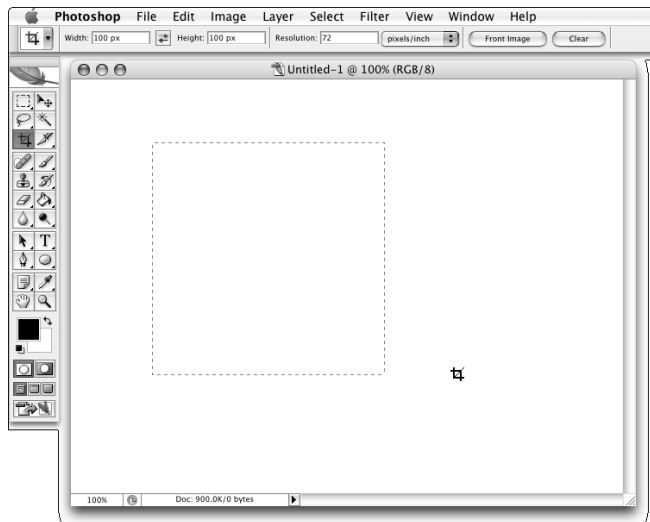 Photoshop File Edit Image Layer Select Filter View Window Help
Width: 100 px Height: 100 px Resolution: 72 pixels/inch Front Image Clear
Untitled-1 @ 100% (RGB/8)
T
100% Doc: 900.0K/0 bytes